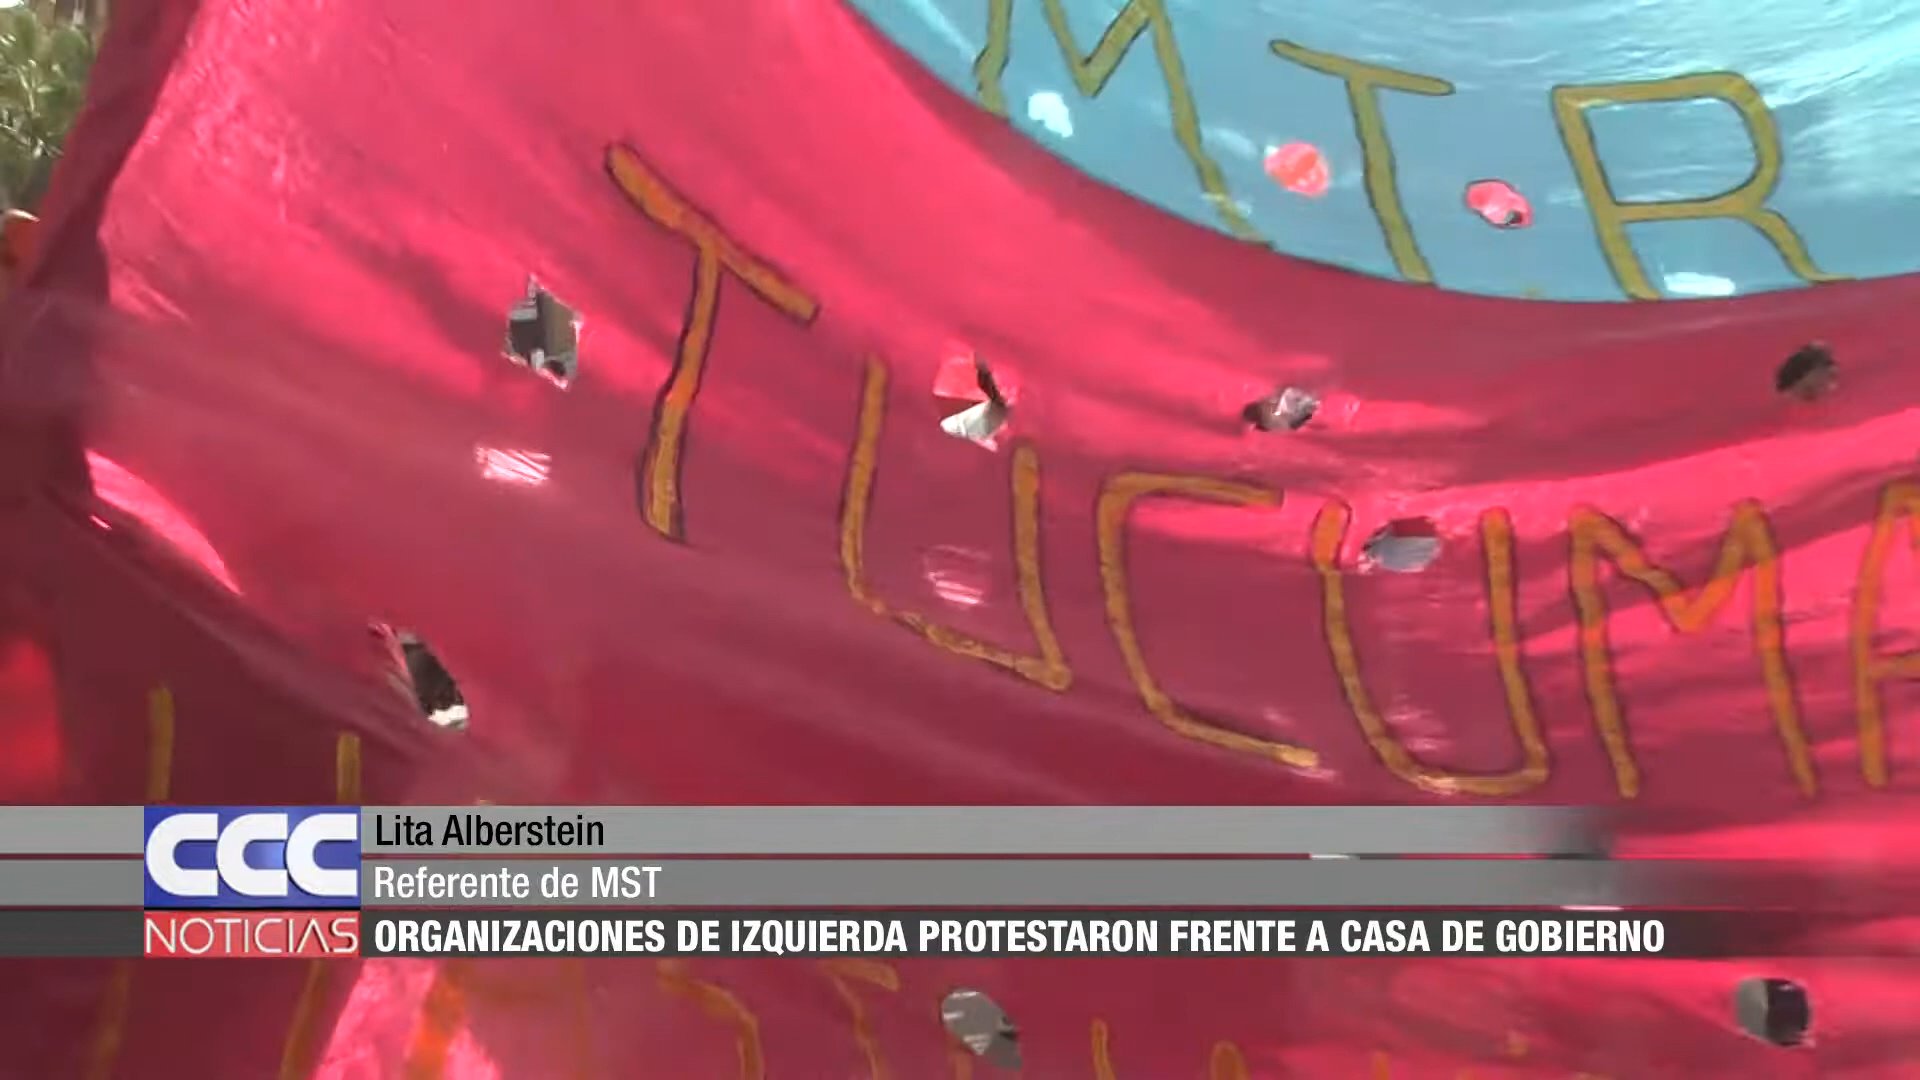 M.T.R
TUCUMA
CCC
NOTICIAS
Lita Alberstein
Referente de MST
ORGANIZACIONES DE IZQUIERDA PROTESTARON FRENTE A CASA DE GOBIERNO